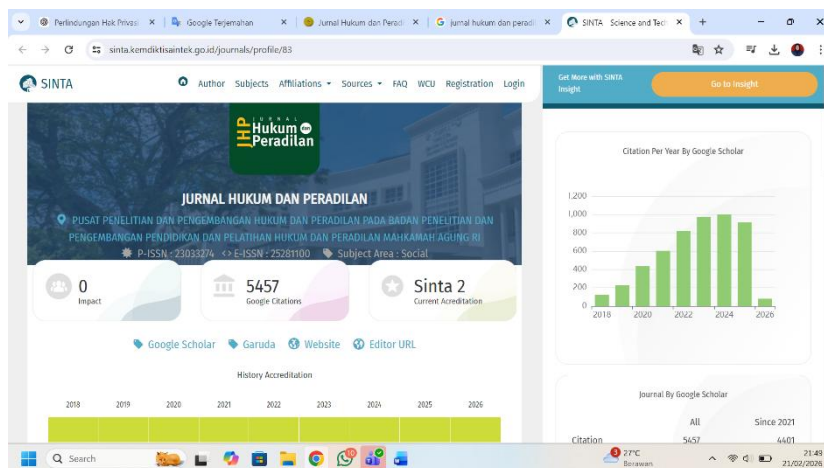 Perlindungan Hak Privasi
Google Terjemahan
Jurnal Hukum dan Perad
jurnal hukum dan peradil
SINTA Science and Tech
sinta.kemdiktisaintek.go.id/journals/profile/83
SINTA
Author Subjects Affiliations Sources FAQ WCU Registration Login
Get More with SINTA
Insight
Go to Insight
JURNAL
JHP Hukum dan
Peradilan
JURNAL HUKUM DAN PERADILAN
PUSAT PENELITIAN DAN PENGEMBANGAN HUKUM DAN PERADILAN PADA BADAN PENELITIAN DAN
PENGEMBANGAN PENDIDIKAN DAN PELATIHAN HUKUM DAN PERADILAN MAHKAMAH AGUNG RI
P-ISSN : 23033274 <> E-ISSN : 25281100 Subject Area : Social
0
Impact
5457
Google Citations
Sinta 2
Current Acreditation
Google Scholar Garuda Website Editor URL
History Accreditation
2018 2019 2020 2021 2022 2023 2024 2025 2026
Citation Per Year By Google Scholar
1,200
1,000
800
600
400
200
0
2018 2020 2022 2024 2026
Journal By Google Scholar
All Since 2021
Citation 5457 4401
Search
27°C
Berawan
21:49
21/02/2026